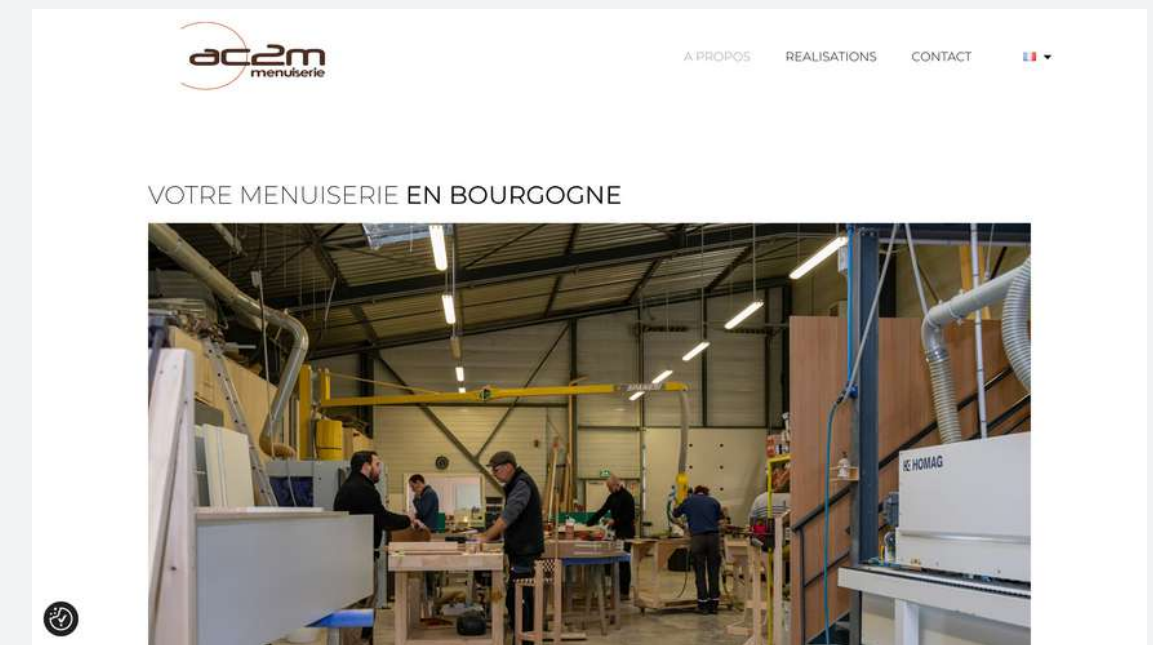 ac2m
menuiserie
A PROPOS REALISATIONS CONTACT
VOTRE MENUISERIE EN BOURGOGNE
HOMAG